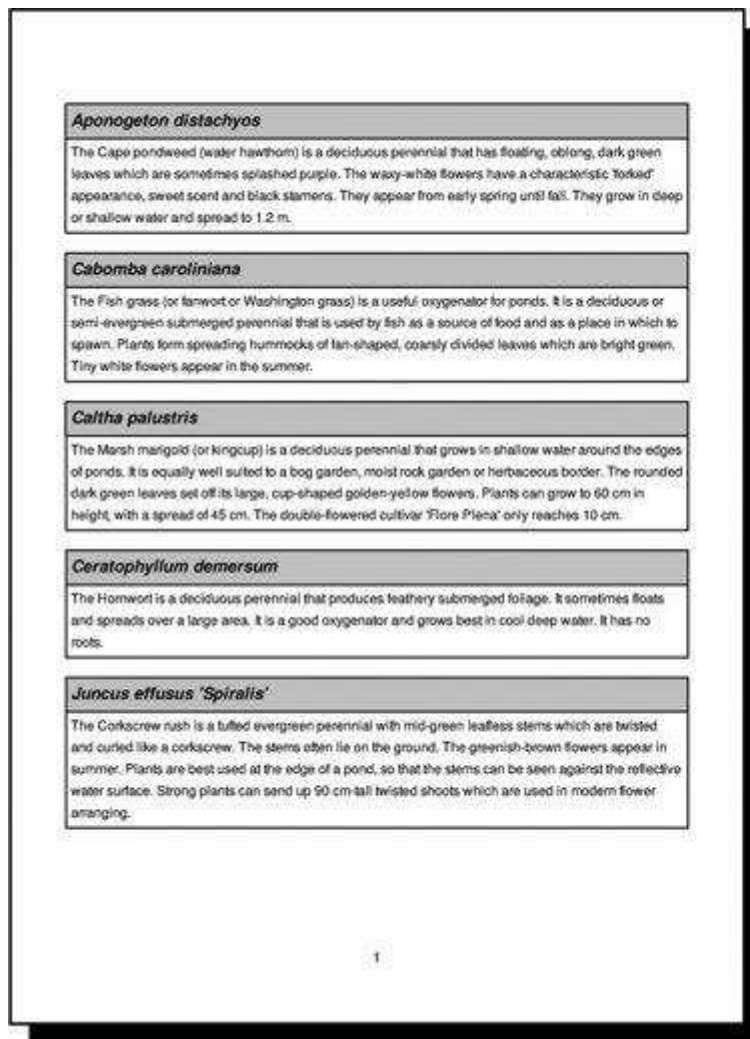 Aponogeton distachyos
The Cape pondweed (water hawthorn) is a deciduous perennial that has floating, oblong, dark green
leaves which are sometimes splashed purple. The waxy-white flowers have a characteristic 'forked'
appearance, sweet scent and black stamens. They appear from early spring until fall. They grow in deep
or shallow water and spread to 1.2 m.
Cabomba caroliniana
The Fish grass (or fanwort or Washington grass) is a useful oxygenator for ponds. It is a deciduous or
semi-evergreen submerged perennial that is used by fish as a source of food and as a place in which to
spawn. Plants form spreading hummocks of fan-shaped, coarsly divided leaves which are bright green.
Tiny white flowers appear in the summer.
Caltha palustris
The Marsh marigold (or kingcup) is a deciduous perennial that grows in shallow water around the edges
of ponds. It is equally well suited to a bog garden, moist rock garden or herbaceous border. The rounded
dark green leaves set off its large, cup-shaped golden-yellow flowers. Plants can grow to 60 cm in
height, with a spread of 45 cm. The double-flowered cultivar 'Flore Plena' only reaches 10 cm.
Ceratophyllum demersum
The Hornwort is a deciduous perennial that produces feathery submerged foliage. It sometimes floats
and spreads over a large area. It is a good oxygenator and grows best in cool deep water. It has no
roots.
Juncus effusus 'Spiralis'
The Corkscrew rush is a tufted evergreen perennial with mid-green leafless stems which are twisted
and curled like a corkscrew. The stems often lie on the ground. The greenish-brown flowers appear in
summer. Plants are best used at the edge of a pond, so that the stems can be seen against the reflective
water surface. Strong plants can send up 90 cm-tall twisted shoots which are used in modern flower
arranging.
1